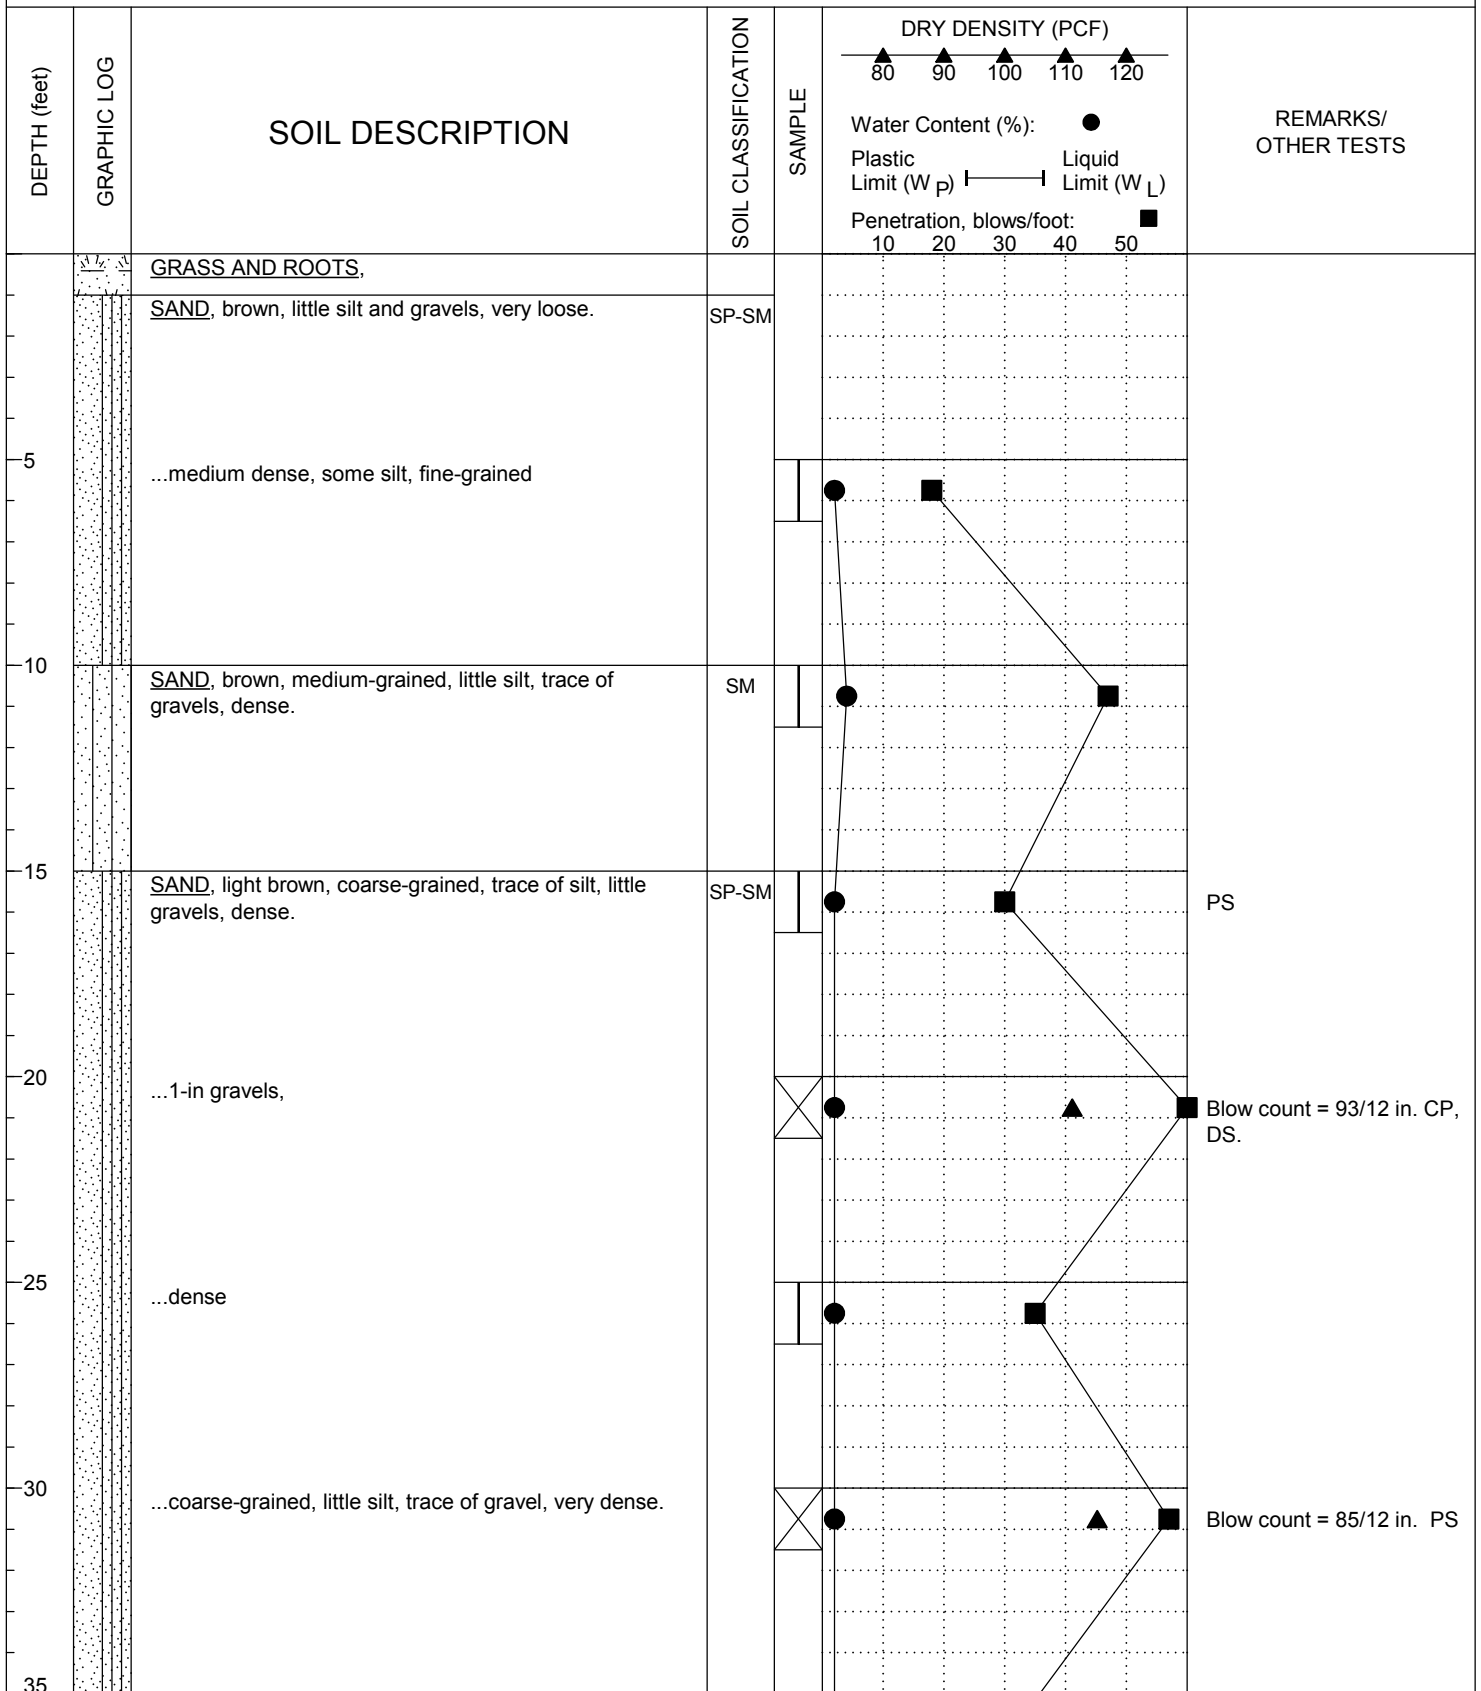 DEPTH (feet)
GRAPHIC LOG
SOIL DESCRIPTION
SOIL CLASSIFICATION
SAMPLE
DRY DENSITY (PCF)
80 90 100 110 120
Water Content (%):
Plastic Liquid
Limit (W P) Limit (W L)
Penetration, blows/foot:
10 20 30 40 50
REMARKS/
OTHER TESTS
GRASS AND ROOTS,
SAND, brown, little silt and gravels, very loose.
SP-SM
5
...medium dense, some silt, fine-grained
10
SAND, brown, medium-grained, little silt, trace of
gravels, dense.
SM
15
SAND, light brown, coarse-grained, trace of silt, little
gravels, dense.
SP-SM
PS
20
...1-in gravels,
Blow count = 93/12 in. CP,
DS.
25
...dense
30
...coarse-grained, little silt, trace of gravel, very dense.
Blow count = 85/12 in. PS
35